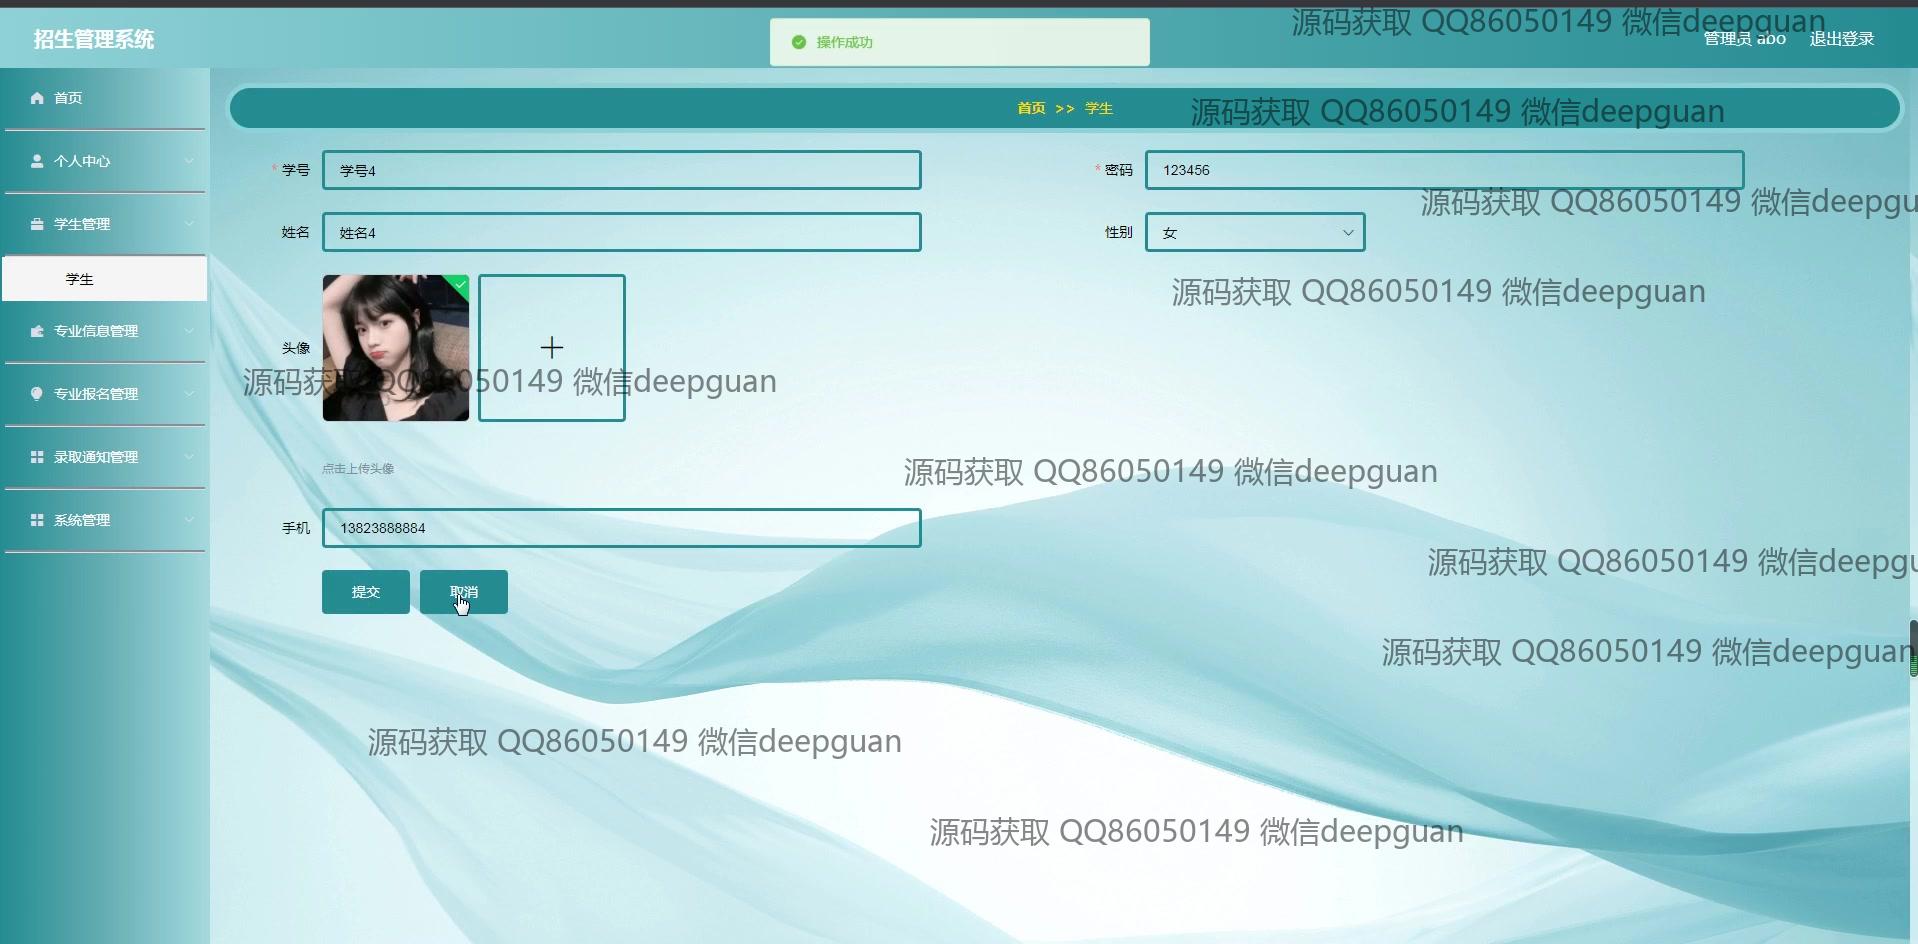 源码获取 QQ86050149 微信deepguan
招生管理系统
操作成功
管理员 abo
退出登录
首页
个人中心
学生管理
学生
专业信息管理
专业报名管理
录取通知管理
系统管理
首页 >> 学生
源码获取 QQ86050149 微信deepguan
* 学号
学号4
* 密码
123456
源码获取 QQ86050149 微信deepgu
姓名
姓名4
性别
女
源码获取 QQ86050149 微信deepguan
头像
源码获取 QQ86050149 微信deepguan
点击上传头像
源码获取 QQ86050149 微信deepguan
手机
13823888884
源码获取 QQ86050149 微信deepgu
提交
取消
源码获取 QQ86050149 微信deepguan
源码获取 QQ86050149 微信deepguan
源码获取 QQ86050149 微信deepguan